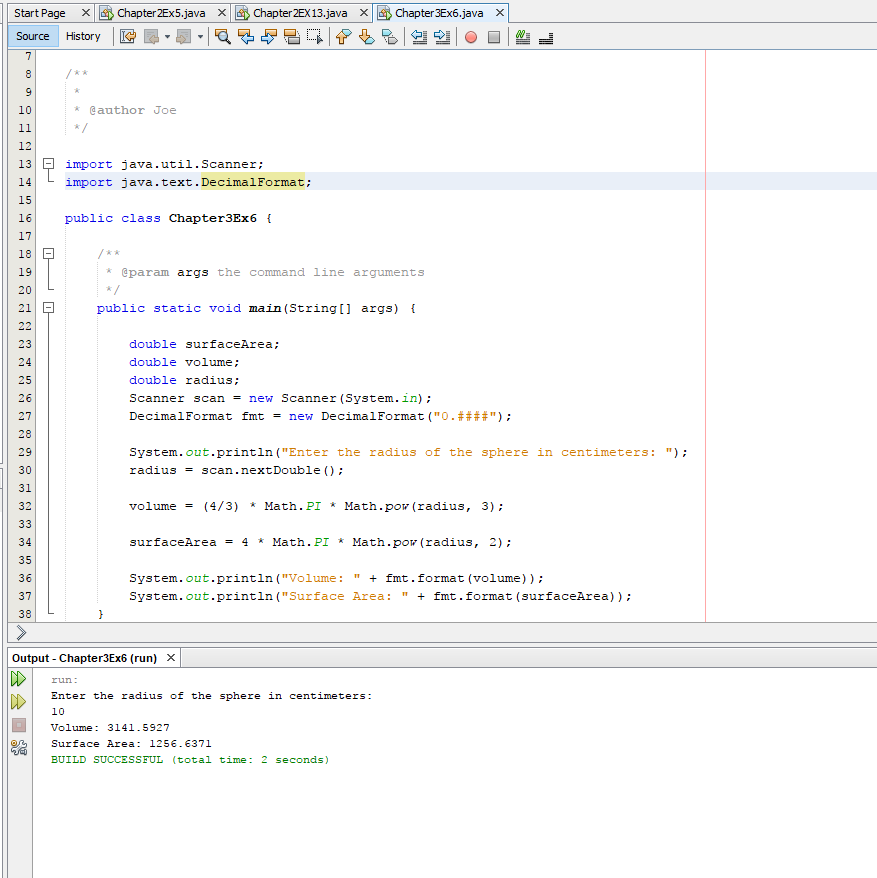 Start Page Chapter2Ex5.java Chapter2EX13.java Chapter3Ex6.java
Source History
7
8 /**
9 *
10 * @author Joe
11 */
12
13 import java.util.Scanner;
14 import java.text.DecimalFormat;
15
16 public class Chapter3Ex6 {
17
18 /**
19 * @param args the command line arguments
20 */
21 public static void main(String[] args) {
22
23 double surfaceArea;
24 double volume;
25 double radius;
26 Scanner scan = new Scanner(System.in);
27 DecimalFormat fmt = new DecimalFormat("0.####");
28
29 System.out.println("Enter the radius of the sphere in centimeters: ");
30 radius = scan.nextDouble();
31
32 volume = (4/3) * Math.PI * Math.pow(radius, 3);
33
34 surfaceArea = 4 * Math.PI * Math.pow(radius, 2);
35
36 System.out.println("Volume: " + fmt.format(volume));
37 System.out.println("Surface Area: " + fmt.format(surfaceArea));
38 }
Output - Chapter3Ex6 (run)
run:
Enter the radius of the sphere in centimeters:
10
Volume: 3141.5927
Surface Area: 1256.6371
BUILD SUCCESSFUL (total time: 2 seconds)